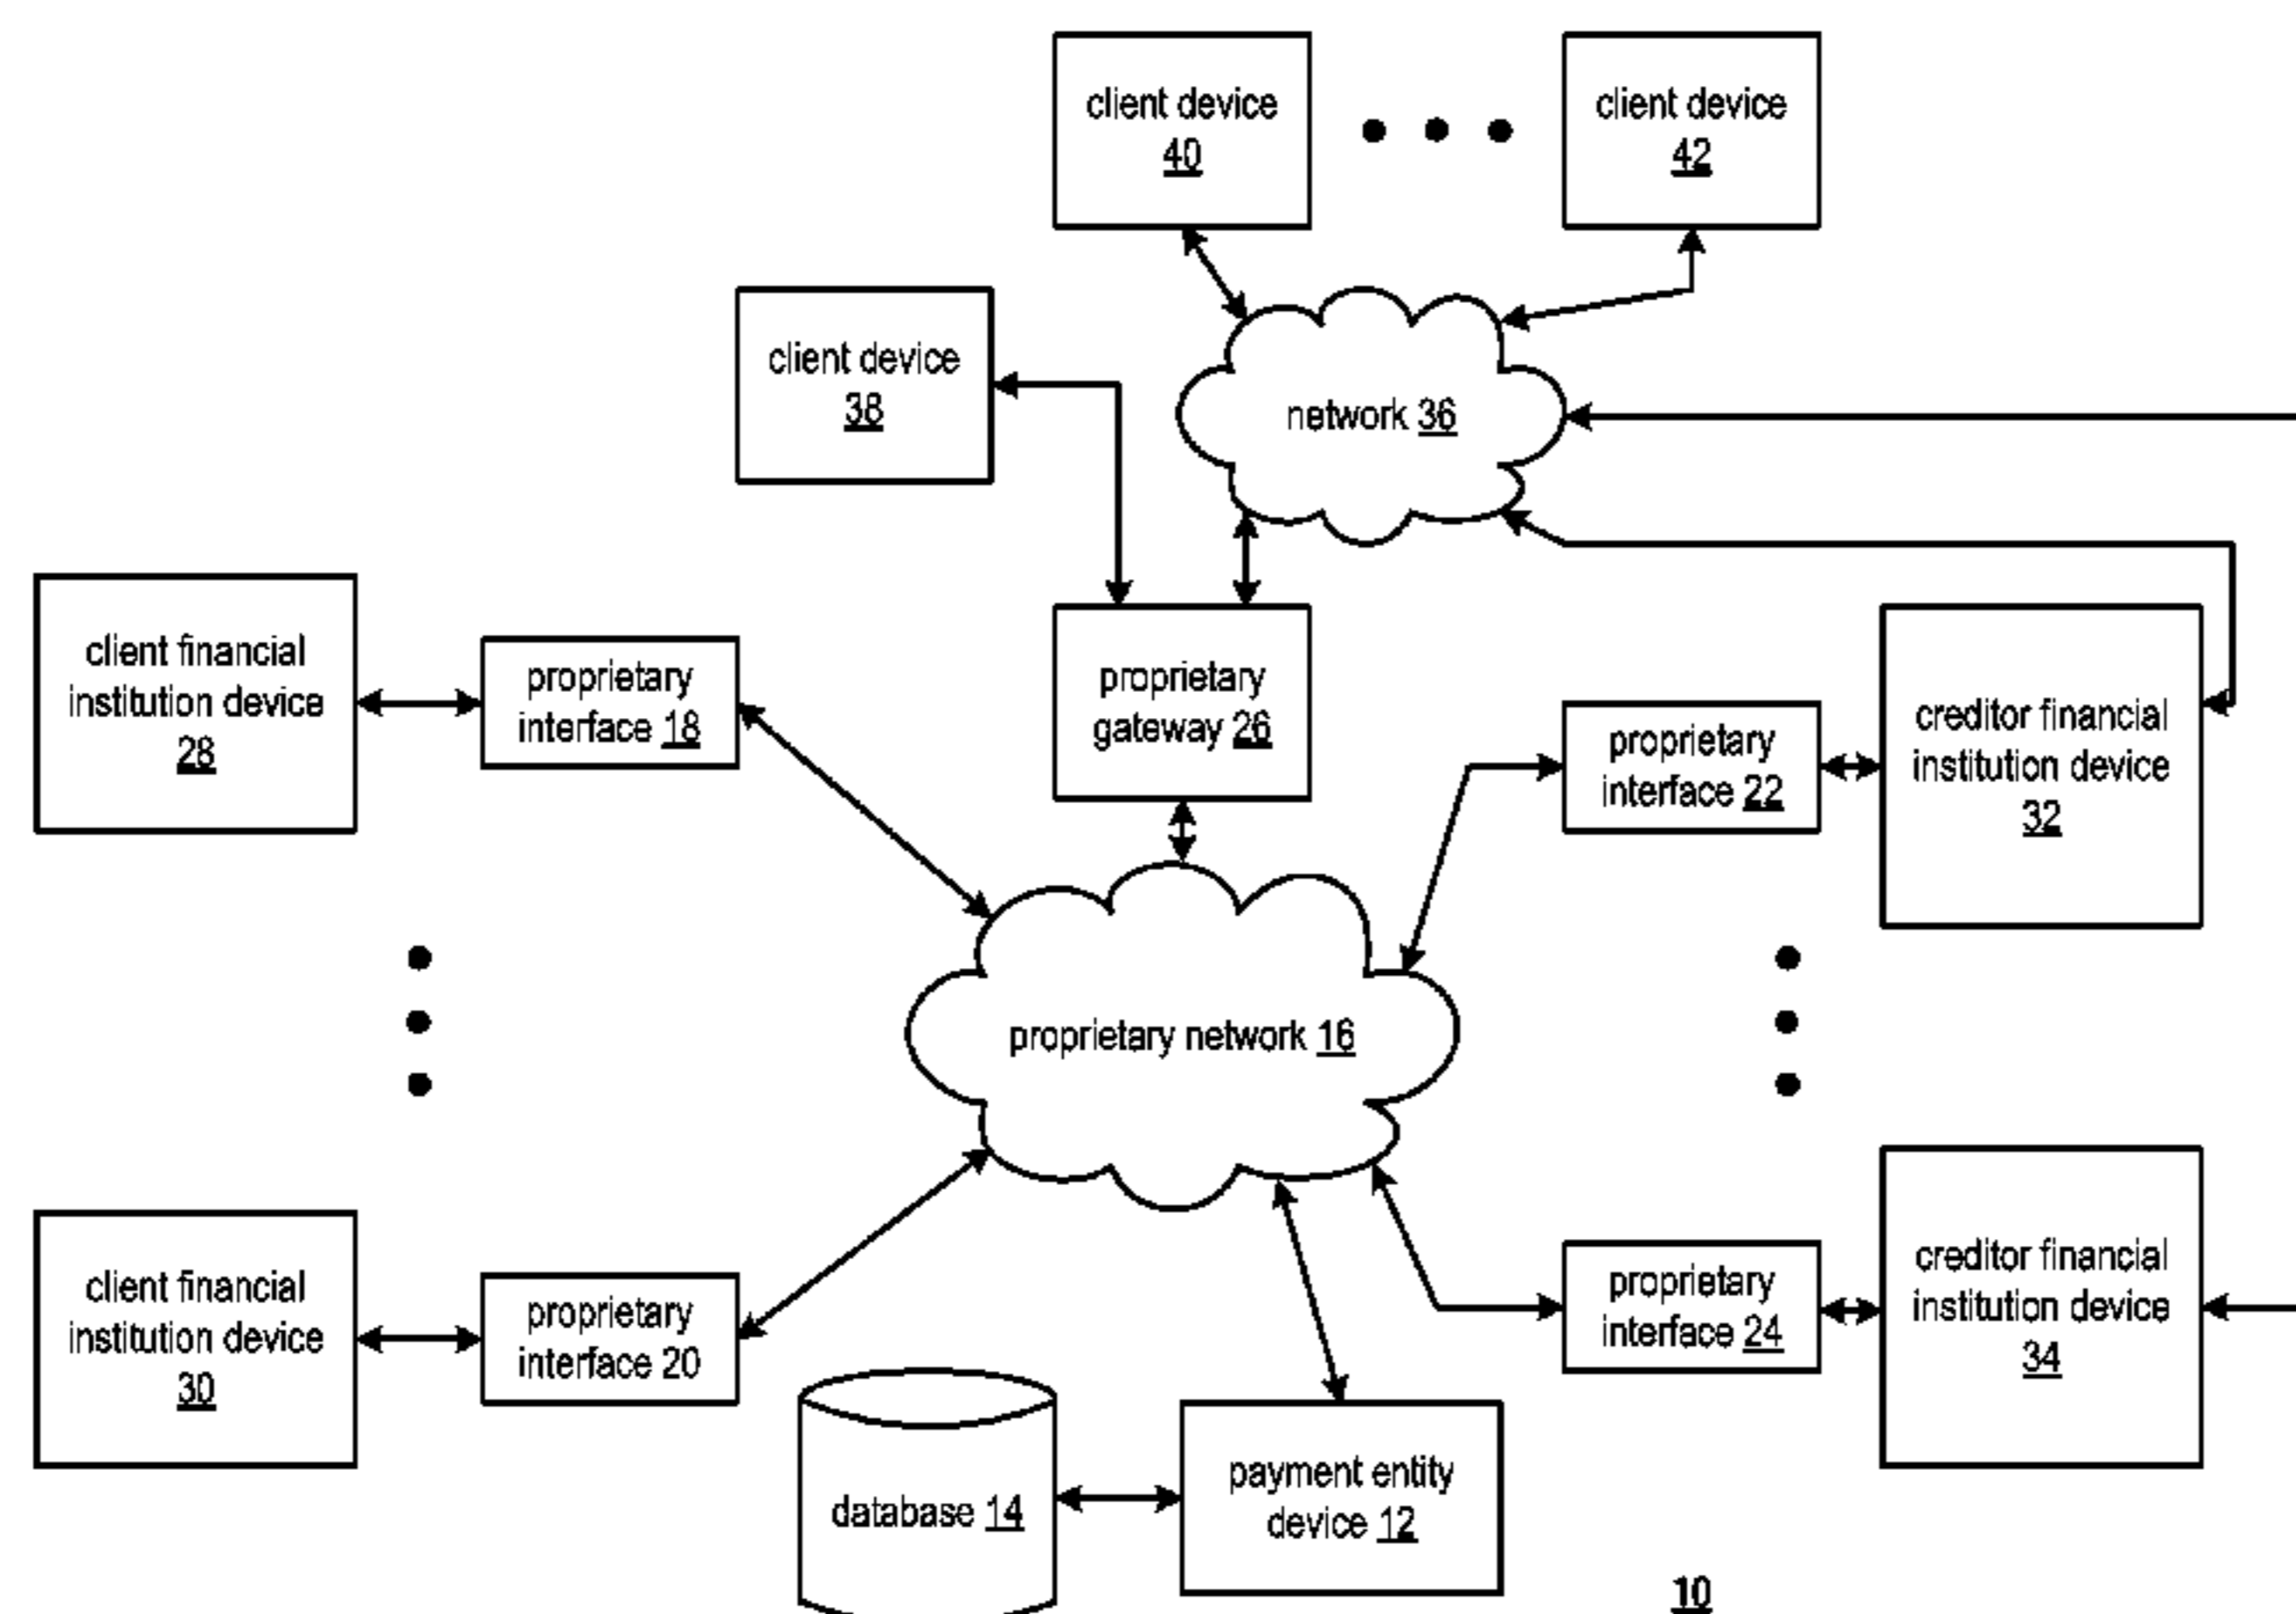 client device
40
client device
42
client device
38
network 36
client financial
institution device
28
proprietary
interface 18
proprietary
gateway 26
proprietary
interface 22
creditor financial
institution device
32
proprietary network 16
client financial
institution device
30
proprietary
interface 20
proprietary
interface 24
creditor financial
institution device
34
database 14
payment entity
device 12
10